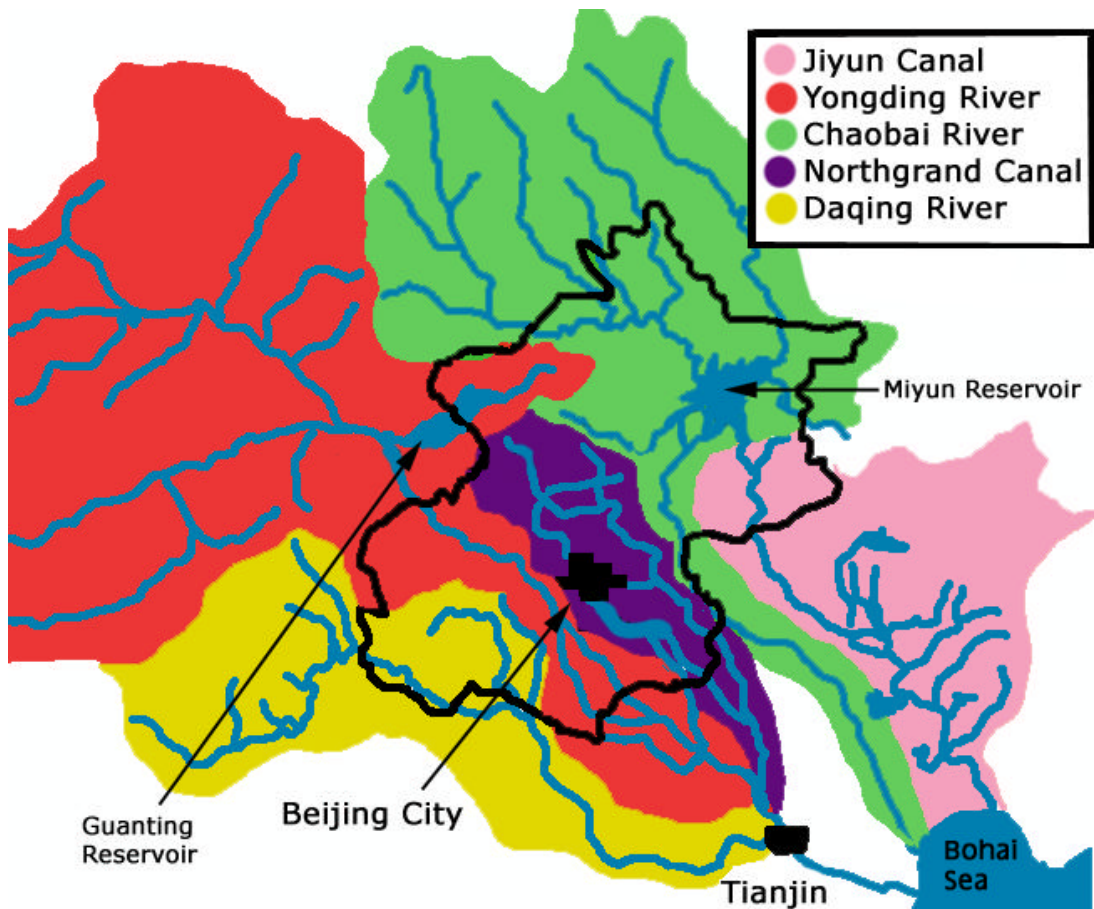 Jiyun Canal
Yongding River
Chaobai River
Northgrand Canal
Daqing River
Miyun Reservoir
Guanting
Reservoir
Beijing City
Tianjin
Bohai
Sea